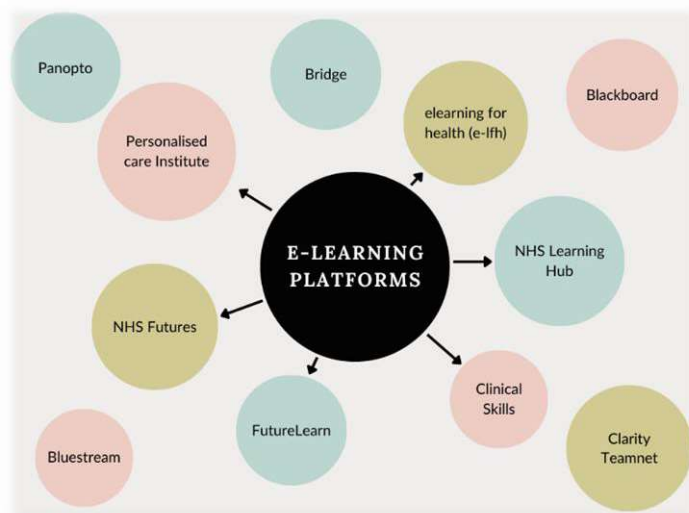 Panopto
Bridge
Blackboard
elearning for
health (e-lfh)
Personalised
care Institute
E-LEARNING
PLATFORMS
NHS Learning
Hub
NHS Futures
Clinical
Skills
FutureLearn
Clarity
Teamnet
Bluestream